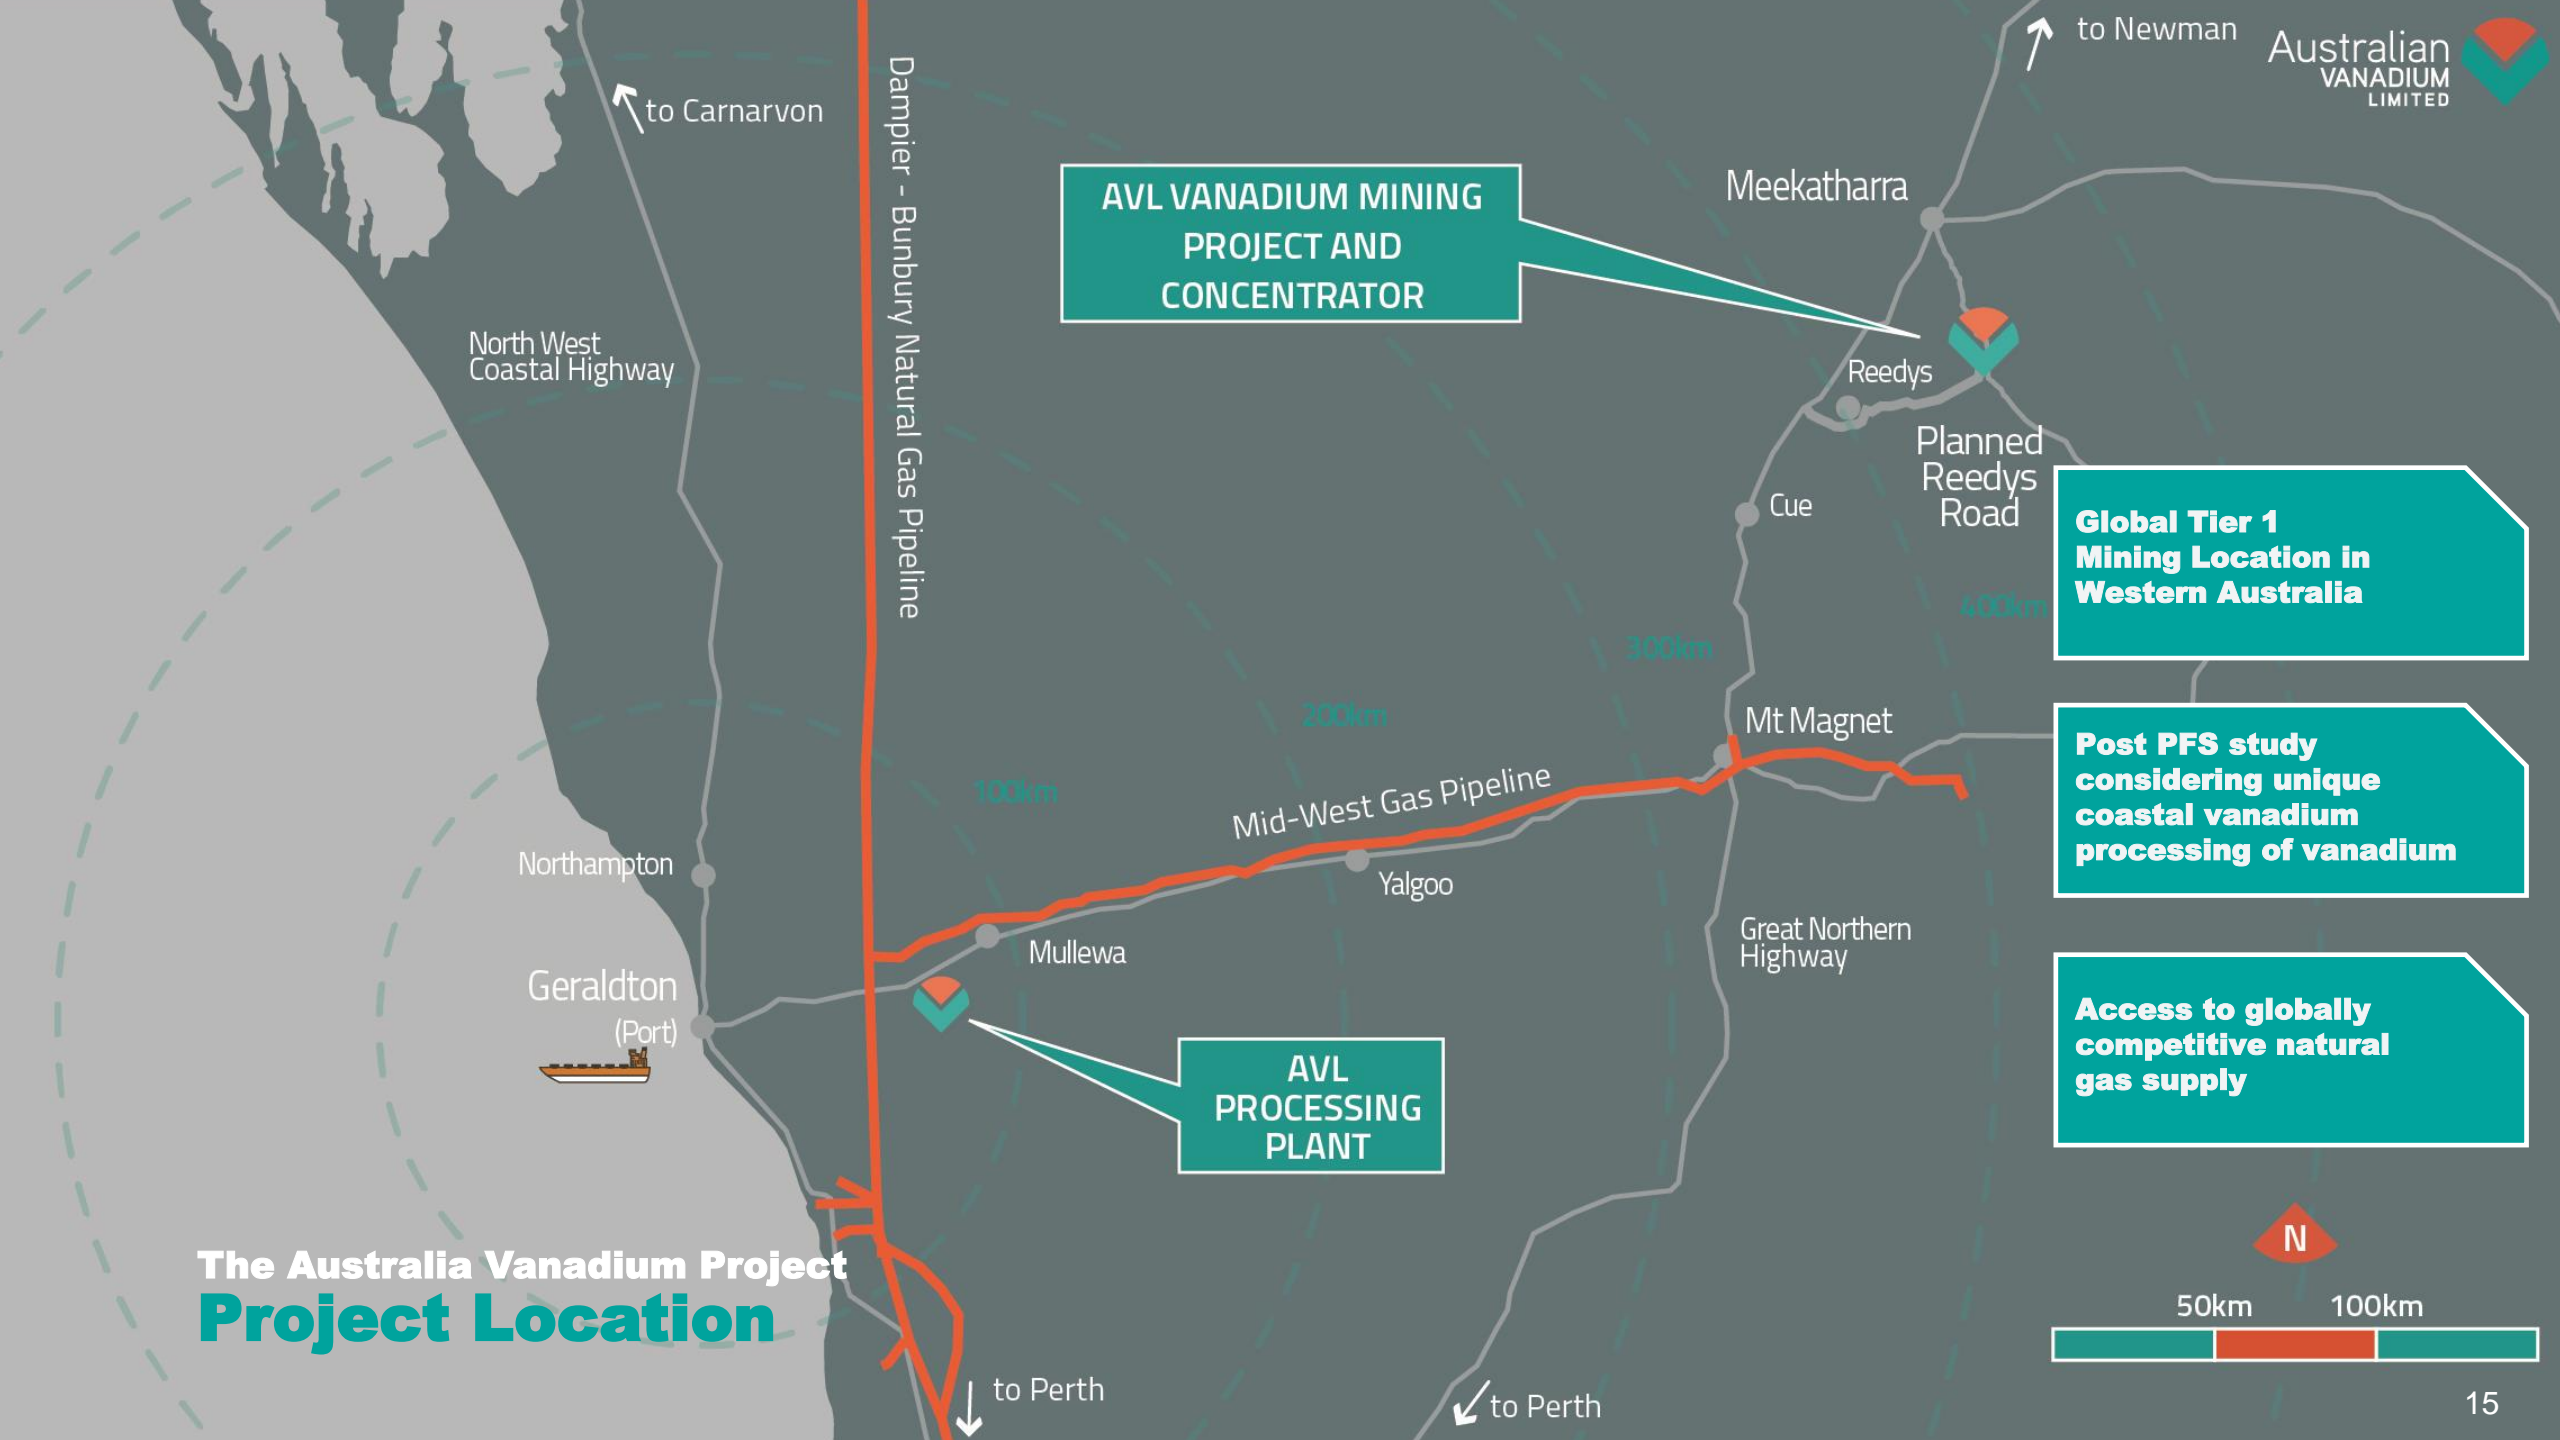 to Newman
Australian
VANADIUM
LIMITED
to Carnarvon
Dampier - Bunbury Natural Gas Pipeline
AVL VANADIUM MINING
PROJECT AND
CONCENTRATOR
Meekatharra
North West
Coastal Highway
Reedys
Planned
Reedys
Road
Cue
Global Tier 1
Mining Location in
Western Australia
400km
300km
200km
100km
Mt Magnet
Mid-West Gas Pipeline
Post PFS study
considering unique
coastal vanadium
processing of vanadium
Northampton
Yalgoo
Mullewa
Great Northern
Highway
Geraldton
(Port)
AVL
PROCESSING
PLANT
Access to globally
competitive natural
gas supply
The Australia Vanadium Project
Project Location
N
50km 100km
to Perth
to Perth
15